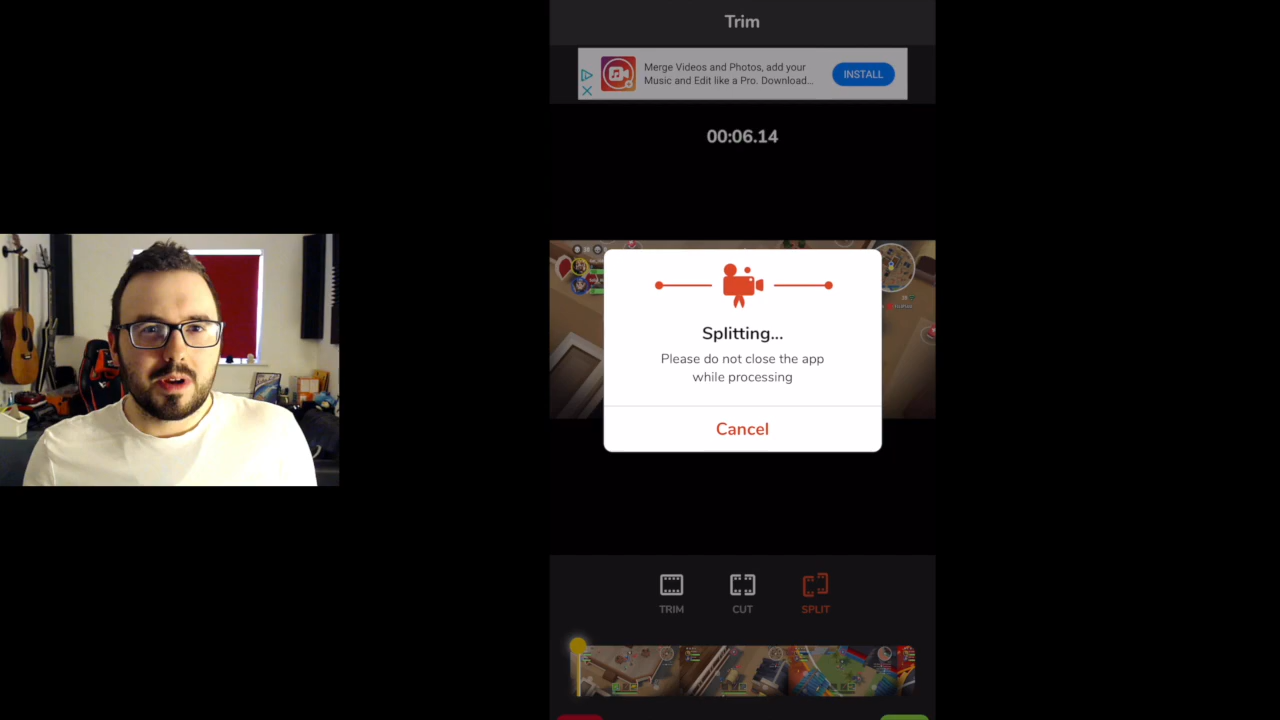 Trim
Merge Videos and Photos, add your
Music and Edit like a Pro. Download...
INSTALL
00:06.14
Splitting...
Please do not close the app
while processing
Cancel
TRIM
CUT
SPLIT